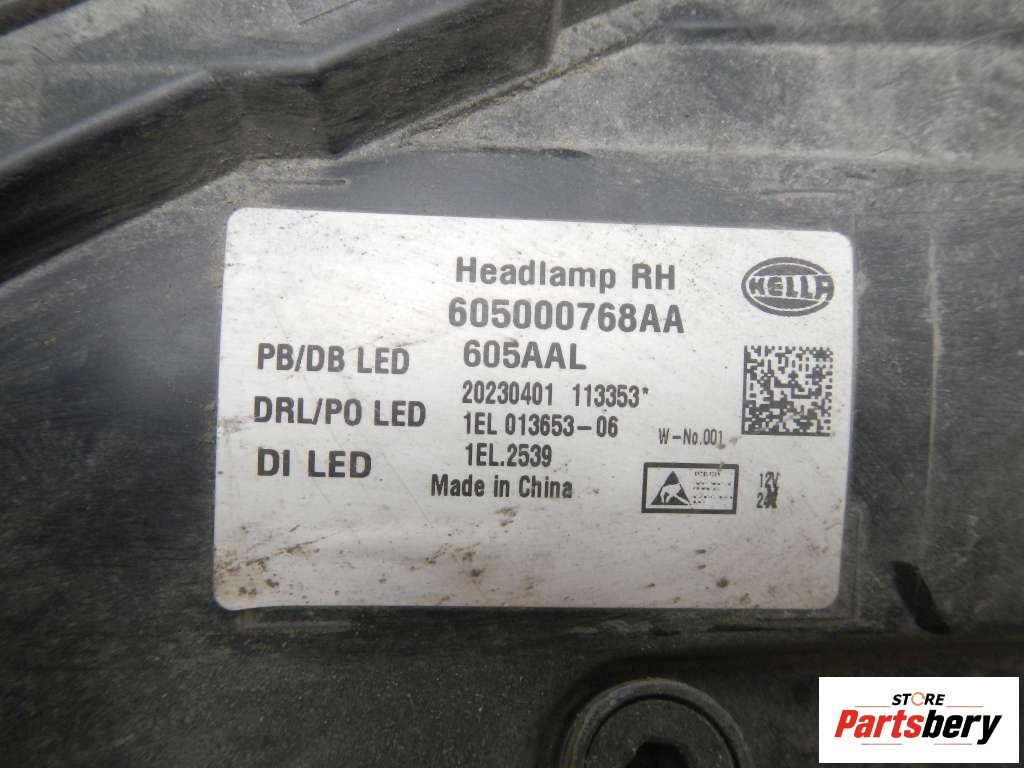 Headlamp RH
HELLA
605000768AA
PB/DB LED 605AAL
20230401 113353*
DRL/PO LED 1EL 013653-06
W-No.001
DI LED 1EL.2539
Made in China
12V
STORE
Partsbery